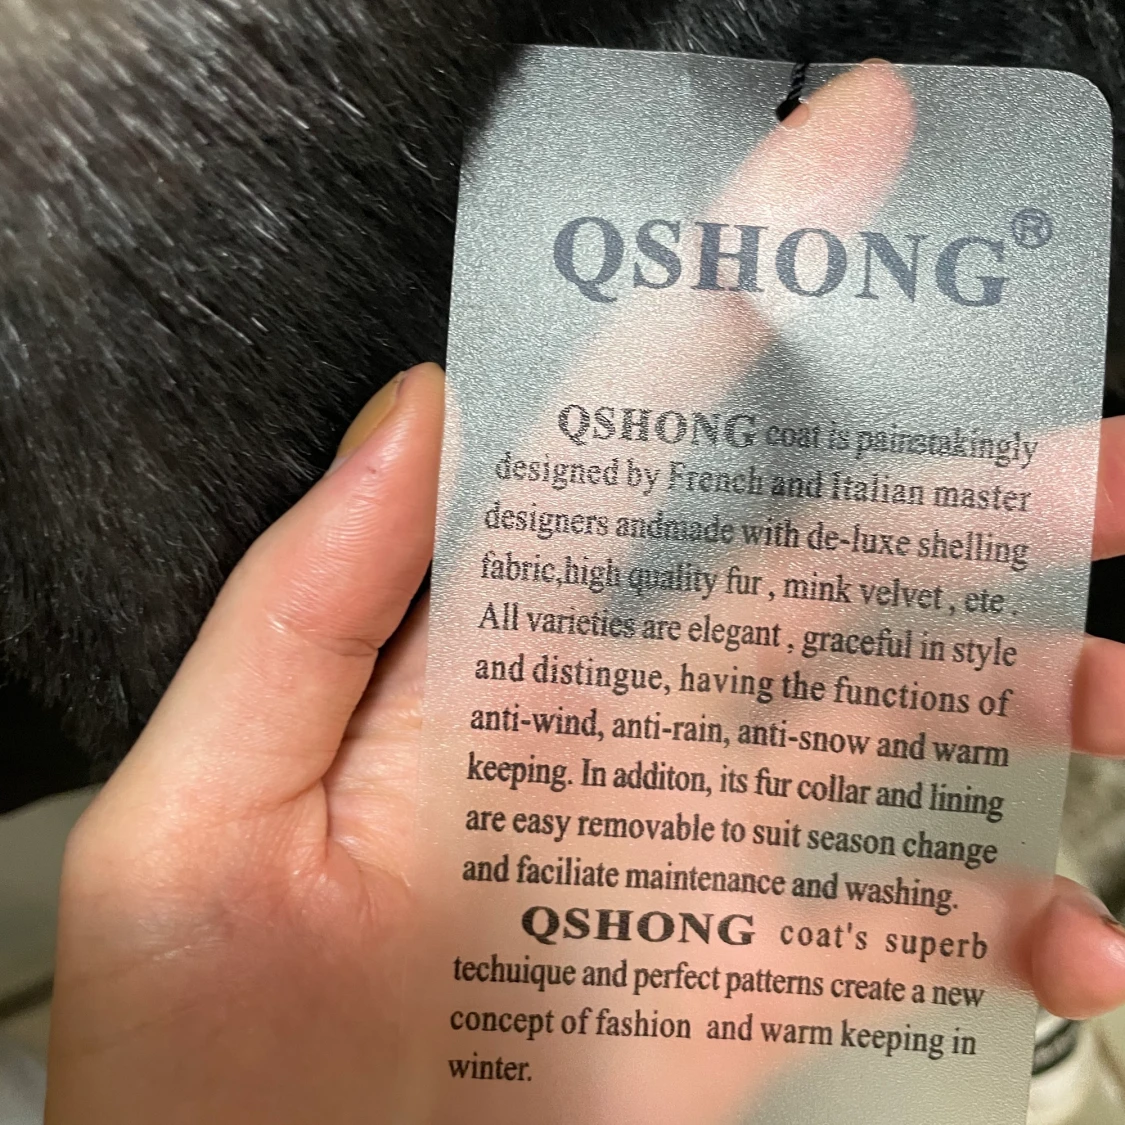 QSHONG®
QSHONG coat is painstakingly
designed by French and Italian master
designers andmade with de-luxe shelling
fabric,high quality fur , mink velvet , ete .
All varieties are elegant , graceful in style
and distingue, having the functions of
anti-wind, anti-rain, anti-snow and warm
keeping. In additon, its fur collar and lining
are easy removable to suit season change
and faciliate maintenance and washing.
QSHONG coat's superb
techuique and perfect patterns create a new
concept of fashion and warm keeping in
winter.